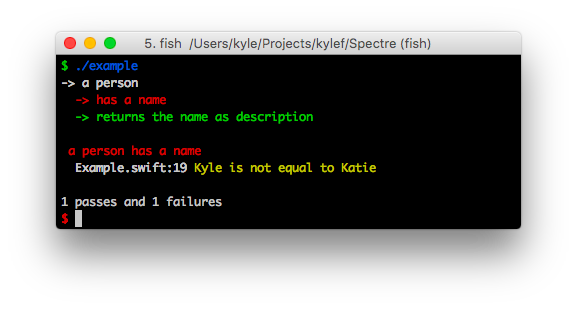 5. fish /Users/kyle/Projects/kylef/Spectre (fish)
$ ./example
-> a person
-> has a name
-> returns the name as description
a person has a name
Example.swift:19 Kyle is not equal to Katie
1 passes and 1 failures
$